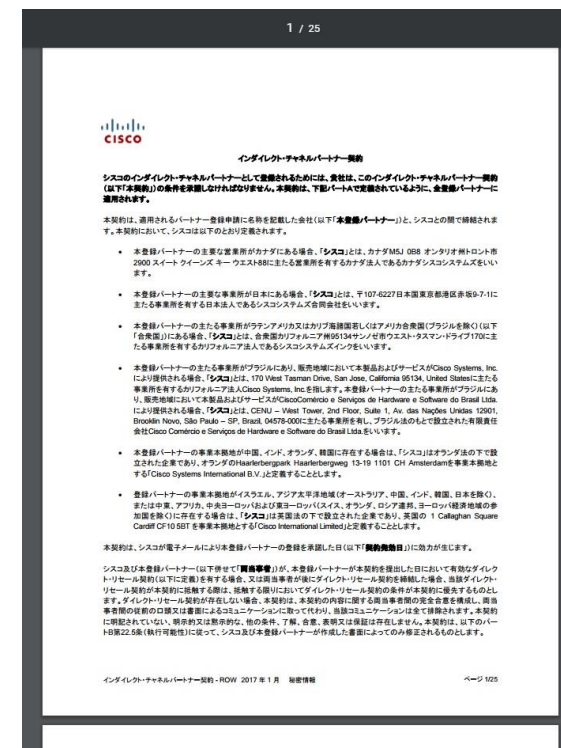 1 / 25
CISCO
インダイレクト・チャネルパートナー契約
シスコのインダイレクト・チャネルパートナーとして登録されるためには、貴社は、このインダイレクト・チャネルパートナー契約
(以下「本契約」)の条件を承諾しなければなりません。本契約は、下記パートAで定義されているように、全登録パートナーに
適用されます。
本契約は、適用されるパートナー登録申請に名称を記載した会社(以下「本登録パートナー」)と、シスコとの間で締結されま
す。本契約において、シスコは以下のとおり定義されます。
• 本登録パートナーの主要な営業所がカナダにある場合、「シスコ」とは、カナダM5J 0B8 オンタリオ州トロント市
2900 スイート クイーンズ キー ウエスト88に主たる営業所を有するカナダ法人であるカナダシスコシステムズをいい
ます。
• 本登録パートナーの主要な事業所が日本にある場合、「シスコ」とは、〒107-6227日本国東京都港区赤坂9-7-1に
主たる事業所を有する日本法人であるシスコシステムズ合同会社をいいます。
• 本登録パートナーの主たる事業所がラテンアメリカ又はカリブ海諸国若しくはアメリカ合衆国(ブラジルを除く)(以下
「合衆国」)にある場合、「シスコ」とは、合衆国カリフォルニア州95134サンノゼ市ウエスト・タスマン・ドライブ170に主
たる事業所を有するカリフォルニア法人であるシスコシステムズインクをいいます。
• 本登録パートナーの主たる事業所がブラジルにあり、販売地域において本製品およびサービスがCisco Systems, Inc.
により提供される場合、「シスコ」とは、170 West Tasman Drive, San Jose, California 95134, United Statesに主たる
事業所を有するカリフォルニア法人Cisco Systems, Inc.を指します。本登録パートナーの主たる事業所がブラジルにあ
り、販売地域において本製品およびサービスがCiscoComércio e Serviços de Hardware e Software do Brasil Ltda.
により提供される場合、「シスコ」とは、CENU – West Tower, 2nd Floor, Suite 1, Av. das Nações Unidas 12901,
Brooklin Novo, São Paulo – SP, Brazil, 04578-000に主たる事業所を有し、ブラジル法のもとで設立された有限責任
会社Cisco Comércio e Serviços de Hardware e Software do Brasil Ltda.をいいます。
• 本登録パートナーの事業本拠地が中国、インド、オランダ、韓国に存在する場合は、「シスコ」はオランダ法の下で設
立された企業であり、オランダのHaarlerbergpark Haarlerbergweg 13-19 1101 CH Amsterdamを事業本拠地と
する「Cisco Systems International B.V.」と定義することとします。
• 登録パートナーの事業本拠地がイスラエル、アジア太平洋地域(オーストラリア、中国、インド、韓国、日本を除く)、
または中東、アフリカ、中央ヨーロッパおよび東ヨーロッパ(スイス、オランダ、ロシア連邦、ヨーロッパ経済地域の参
加国を除く)に存在する場合は、「シスコ」は英国法の下で設立された企業であり、英国の 1 Callaghan Square
Cardiff CF10 5BT を事業本拠地とする「Cisco International Limited」と定義することとします。
本契約は、シスコが電子メールにより本登録パートナーの登録を承諾した日(以下「契約発効日」)に効力が生じます。
シスコ及び本登録パートナー(以下併せて「両当事者」)が、本登録パートナーが本契約を提出した日において有効なダイレク
ト・リセール契約(以下に定義)を有する場合、又は両当事者が後にダイレクト・リセール契約を締結した場合、当該ダイレクト・
リセール契約が本契約に抵触する際は、抵触する限りにおいてダイレクト・リセール契約の条件が本契約に優先するものとし
ます。ダイレクト・リセール契約が存在しない場合、本契約は、本契約の内容に関する両当事者間の完全合意を構成し、両当
事者間の従前の口頭又は書面によるコミュニケーションに取って代わり、当該コミュニケーションは全て排除されます。本契約
に明記されていない、明示的又は黙示的な、他の条件、了解、合意、表明又は保証は存在しません。本契約は、以下のパー
トB第22.5条(執行可能性)に従って、シスコ及び本登録パートナーが作成した書面によってのみ修正されるものとします。
インダイレクト・チャネルパートナー契約 - ROW 2017 年 1 月 秘密情報
ページ 1/25